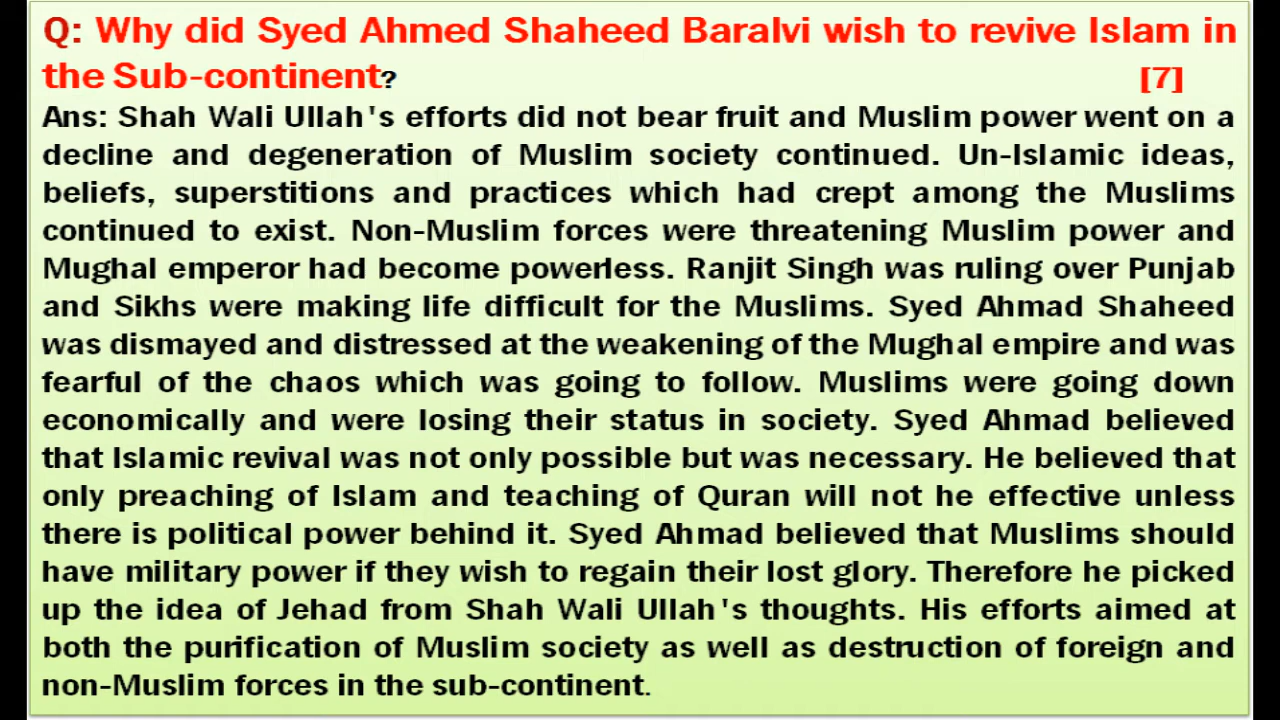 Q: Why did Syed Ahmed Shaheed Baralvi wish to revive Islam in
the Sub-continent? [7]
Ans: Shah Wali Ullah's efforts did not bear fruit and Muslim power went on a
decline and degeneration of Muslim society continued. Un-Islamic ideas,
beliefs, superstitions and practices which had crept among the Muslims
continued to exist. Non-Muslim forces were threatening Muslim power and
Mughal emperor had become powerless. Ranjit Singh was ruling over Punjab
and Sikhs were making life difficult for the Muslims. Syed Ahmad Shaheed
was dismayed and distressed at the weakening of the Mughal empire and was
fearful of the chaos which was going to follow. Muslims were going down
economically and were losing their status in society. Syed Ahmad believed
that Islamic revival was not only possible but was necessary. He believed that
only preaching of Islam and teaching of Quran will not he effective unless
there is political power behind it. Syed Ahmad believed that Muslims should
have military power if they wish to regain their lost glory. Therefore he picked
up the idea of Jehad from Shah Wali Ullah's thoughts. His efforts aimed at
both the purification of Muslim society as well as destruction of foreign and
non-Muslim forces in the sub-continent.